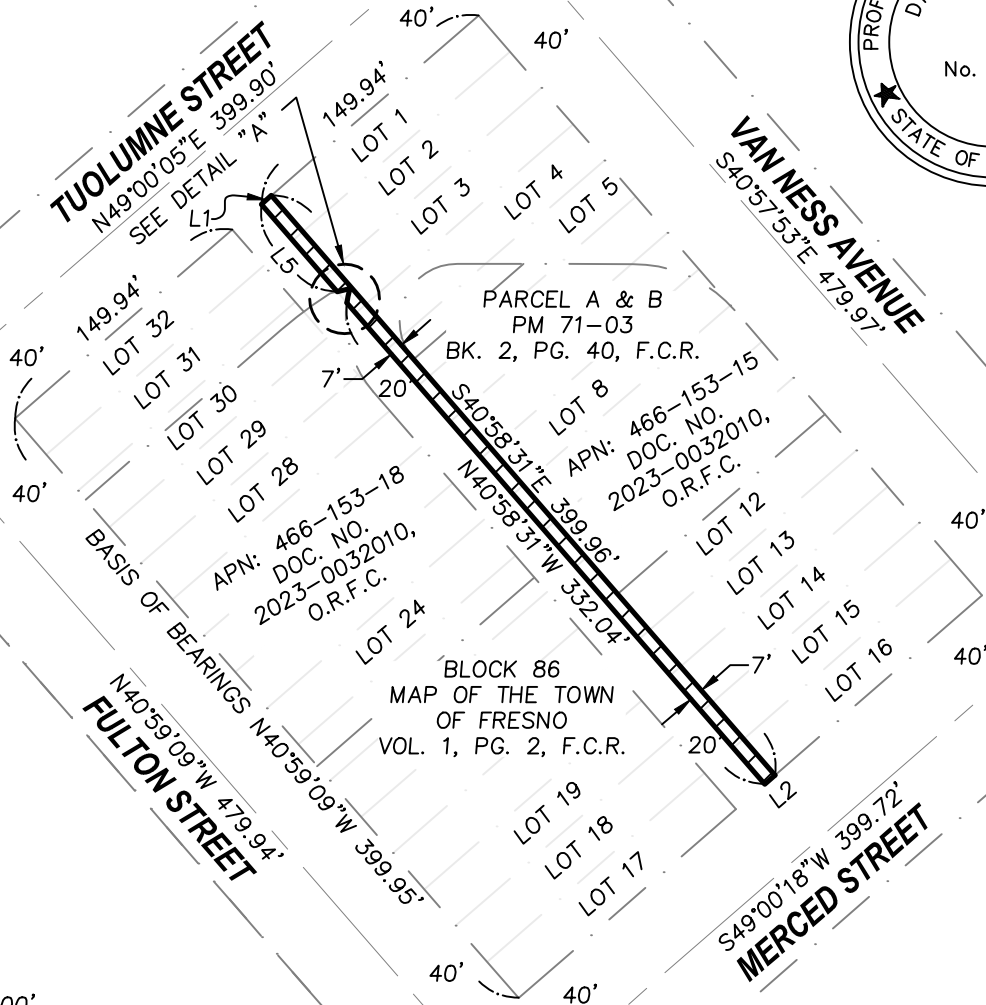 40'
40'
TUOLUMNE STREET
N49°00'05"E 399.90'
SEE DETAIL "A"
149.94'
LOT 1
LOT 2
LOT 3
LOT 4
LOT 5
L1
L5
VAN NESS AVENUE
S40°57'53"E 479.97'
No.
STATE OF
PARCEL A & B
PM 71-03
BK. 2, PG. 40, F.C.R.
149.94'
LOT 32
LOT 31
LOT 30
LOT 29
LOT 28
40'
40'
7'
20'
S40°58'31"E 399.96'
N40°58'31"W 332.04'
LOT 8
APN: 466-153-15
DOC. NO.
2023-0032010,
O.R.F.C.
LOT 12
LOT 13
LOT 14
LOT 15
LOT 16
40'
40'
APN: 466-153-18
DOC. NO.
2023-0032010,
O.R.F.C.
LOT 24
BASIS OF BEARINGS N40°59'09"W 399.95'
N40°59'09"W 479.94'
FULTON STREET
BLOCK 86
MAP OF THE TOWN
OF FRESNO
VOL. 1, PG. 2, F.C.R.
7'
20'
L2
LOT 19
LOT 18
LOT 17
S49°00'18"W 399.72'
MERCED STREET
40'
40'